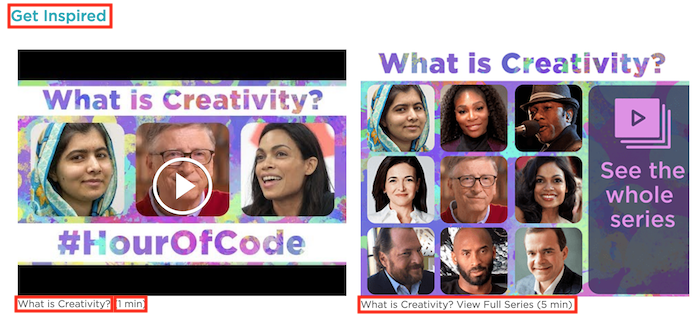 Get Inspired
What is Creativity?
#HourOfCode
What is Creativity? (1 min)
What is Creativity?
See the
whole
series
What is Creativity? View Full Series (5 min)